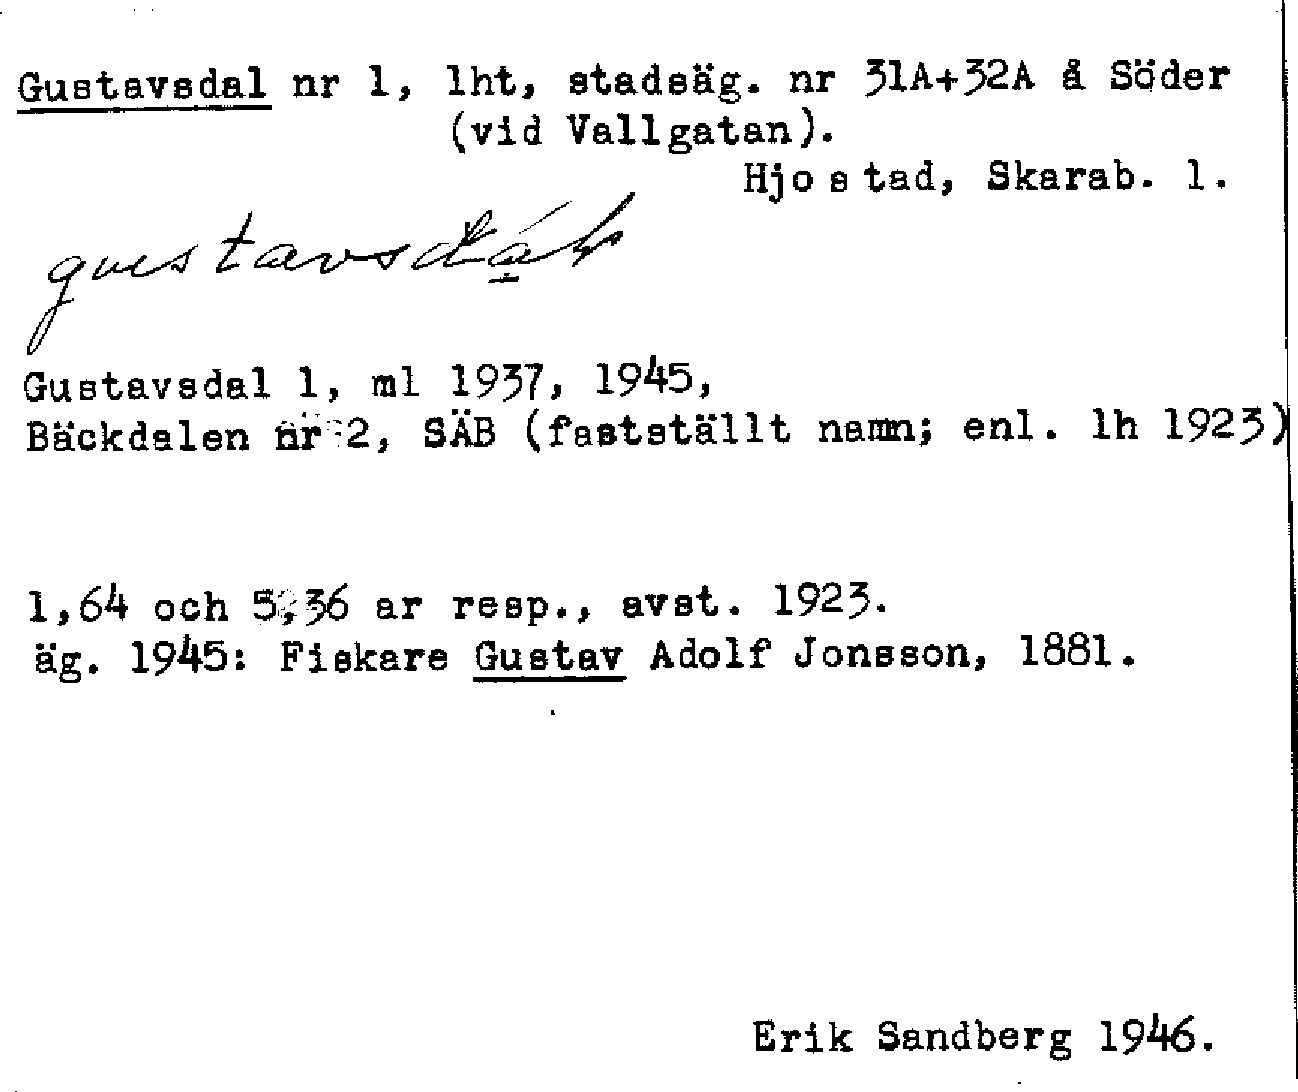 Gustavsdal nr 1, lht, stadsäg. nr 31A+32A å Söder
(vid Vallgatan).
Hjo stad, Skarab. l.
Gustavsdal 1, ml 1937, 1945,
Bäckdalen nr 2, SÄB (fastställt namn; enl. lh 1923)
1,64 och 5,36 ar resp., avst. 1923.
äg. 1945: Fiskare Gustav Adolf Jonsson, 1881.
Erik Sandberg 1946.